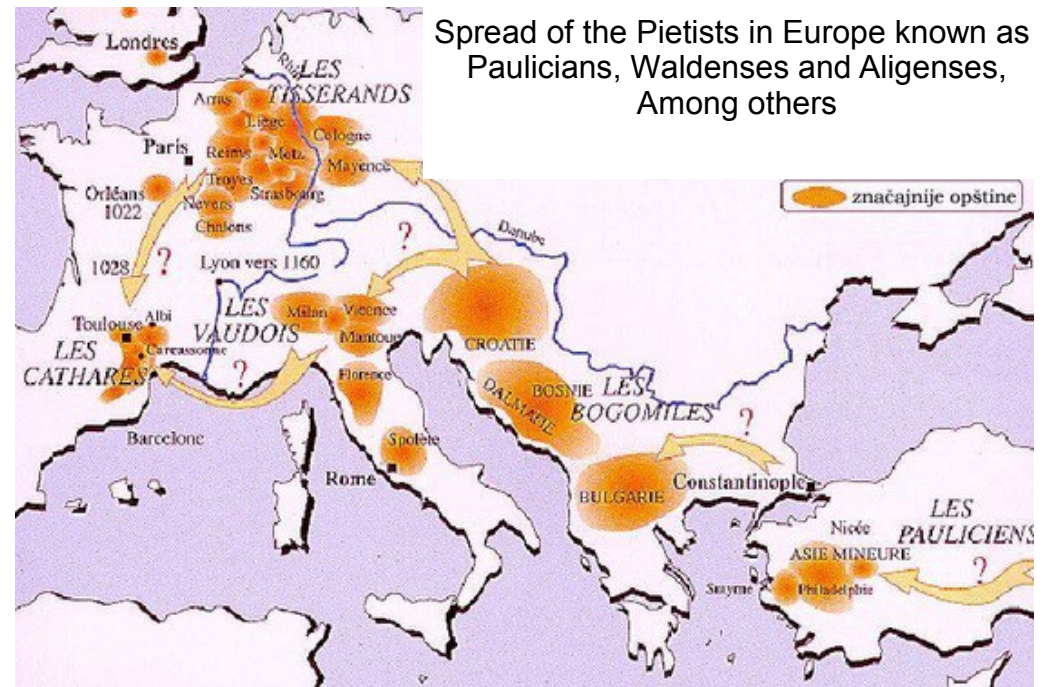 Spread of the Pietists in Europe known as
Paulicians, Waldenses and Aligenses,
Among others
značajnije opštine
Londres
Rhin
LES
TISSERANDS
Arras
Liège
Cologne
Paris
Reims
Metz
Mayence
Troyes
Strasbourg
Orléans
1022
Nevers
Chalons
?
Danube
1028
?
Lyon vers 1160
LES
VAUDOIS
Milan
Vicence
Mantoue
CROATIE
Toulouse
Albi
Carcassonne
LES
CATHARES
?
Florence
DALMATIE
BOSNIE
LES
BOGOMILES
?
Barcelone
Spolète
Rome
BULGARIE
Constantinople
Nicée
LES
PAULICIENS
ASIE MINEURE
?
Smyrne
Philadelphie